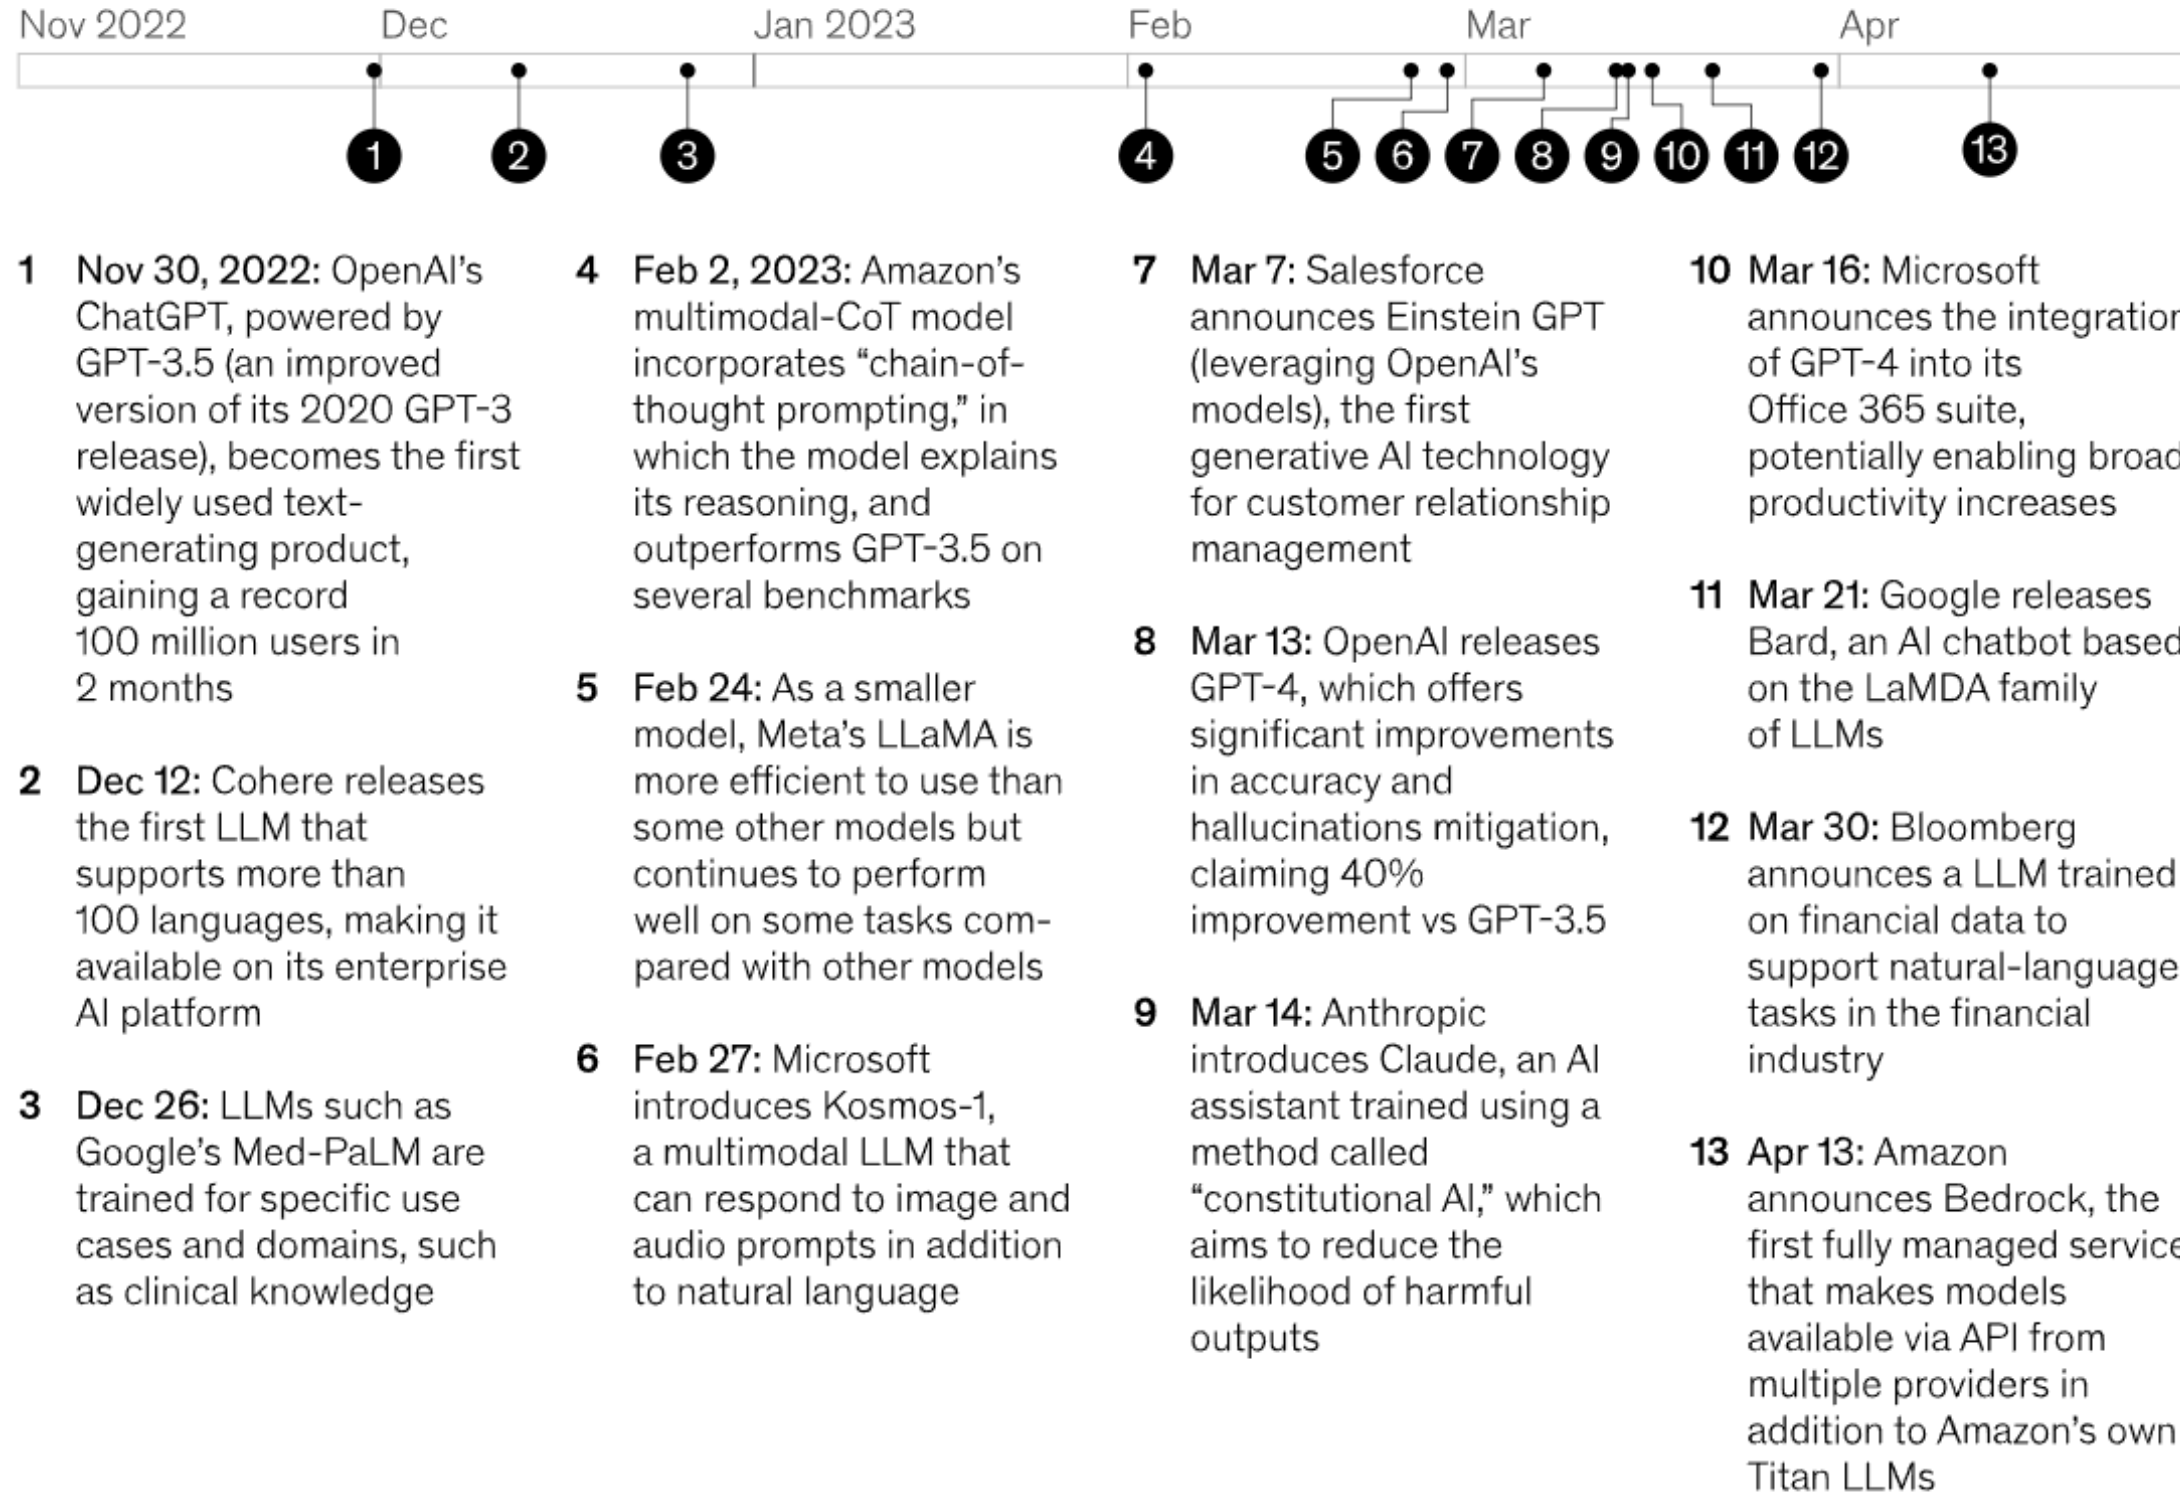 Nov 2022 Dec Jan 2023 Feb Mar Apr
1 2 3 4 5 6 7 8 9 10 11 12 13
1 Nov 30, 2022: OpenAI’s
ChatGPT, powered by
GPT-3.5 (an improved
version of its 2020 GPT-3
release), becomes the first
widely used text-
generating product,
gaining a record
100 million users in
2 months
2 Dec 12: Cohere releases
the first LLM that
supports more than
100 languages, making it
available on its enterprise
AI platform
3 Dec 26: LLMs such as
Google’s Med-PaLM are
trained for specific use
cases and domains, such
as clinical knowledge
4 Feb 2, 2023: Amazon’s
multimodal-CoT model
incorporates “chain-of-
thought prompting,” in
which the model explains
its reasoning, and
outperforms GPT-3.5 on
several benchmarks
5 Feb 24: As a smaller
model, Meta’s LLaMA is
more efficient to use than
some other models but
continues to perform
well on some tasks com-
pared with other models
6 Feb 27: Microsoft
introduces Kosmos-1,
a multimodal LLM that
can respond to image and
audio prompts in addition
to natural language
7 Mar 7: Salesforce
announces Einstein GPT
(leveraging OpenAI’s
models), the first
generative AI technology
for customer relationship
management
8 Mar 13: OpenAI releases
GPT-4, which offers
significant improvements
in accuracy and
hallucinations mitigation,
claiming 40%
improvement vs GPT-3.5
9 Mar 14: Anthropic
introduces Claude, an AI
assistant trained using a
method called
“constitutional AI,” which
aims to reduce the
likelihood of harmful
outputs
10 Mar 16: Microsoft
announces the integration
of GPT-4 into its
Office 365 suite,
potentially enabling broad
productivity increases
11 Mar 21: Google releases
Bard, an AI chatbot based
on the LaMDA family
of LLMs
12 Mar 30: Bloomberg
announces a LLM trained
on financial data to
support natural-language
tasks in the financial
industry
13 Apr 13: Amazon
announces Bedrock, the
first fully managed service
that makes models
available via API from
multiple providers in
addition to Amazon’s own
Titan LLMs